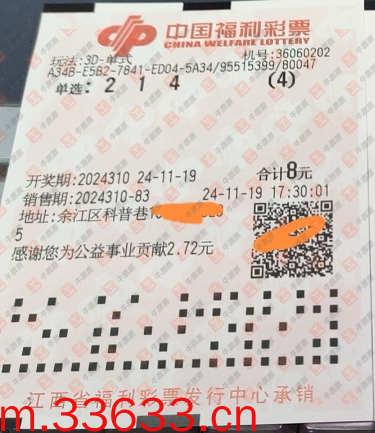 中国福利彩票
CHINA WELFARE LOTTERY
玩法:3D-单式 机号:36060202
A34B-E5B2-7841-ED04-5A34/95515399/80047
单选: 2 1 4 (4)
开奖期:2024310 24-11-19 合计8元
销售期:2024310-83 24-11-19 17:30:01
地址:余江区科普巷
5
感谢您为公益事业贡献2.72元
江西省福利彩票发行中心承销
m.33633.cn